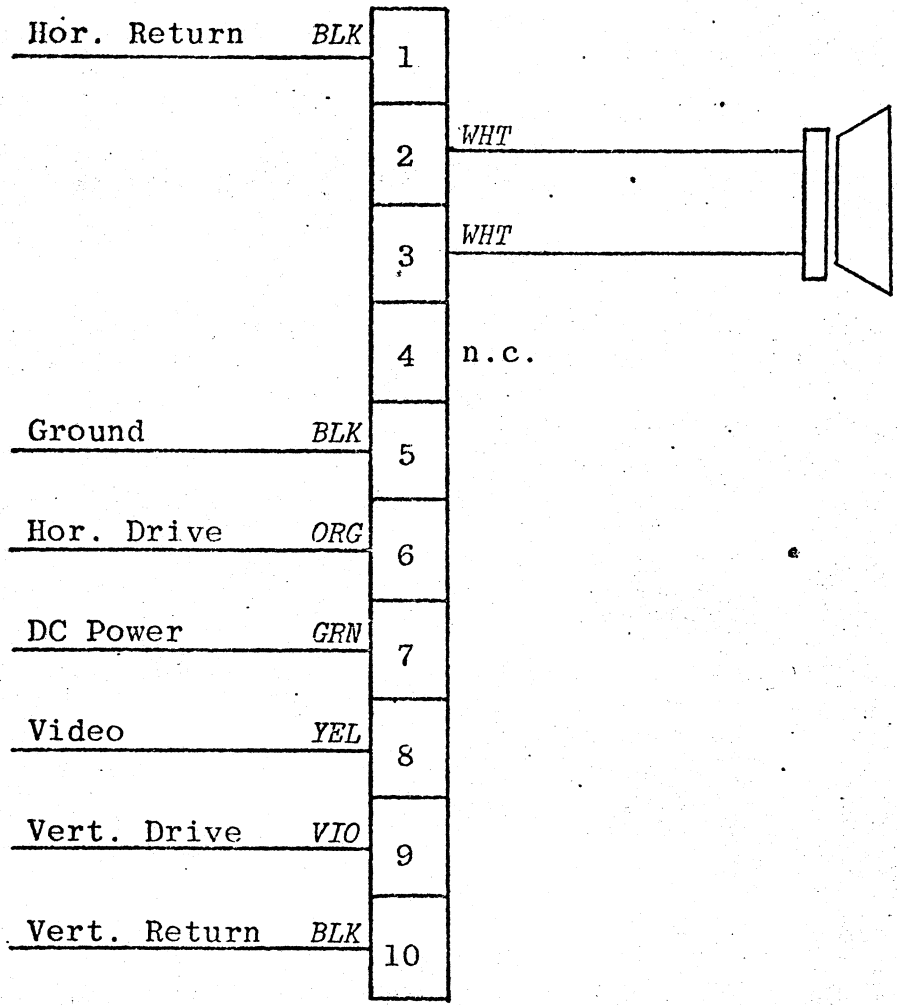 Hor. Return BLK 1
2 WHT
3 WHT
4 n.c.
Ground BLK 5
Hor. Drive ORG 6
DC Power GRN 7
Video YEL 8
Vert. Drive VIO 9
Vert. Return BLK 10